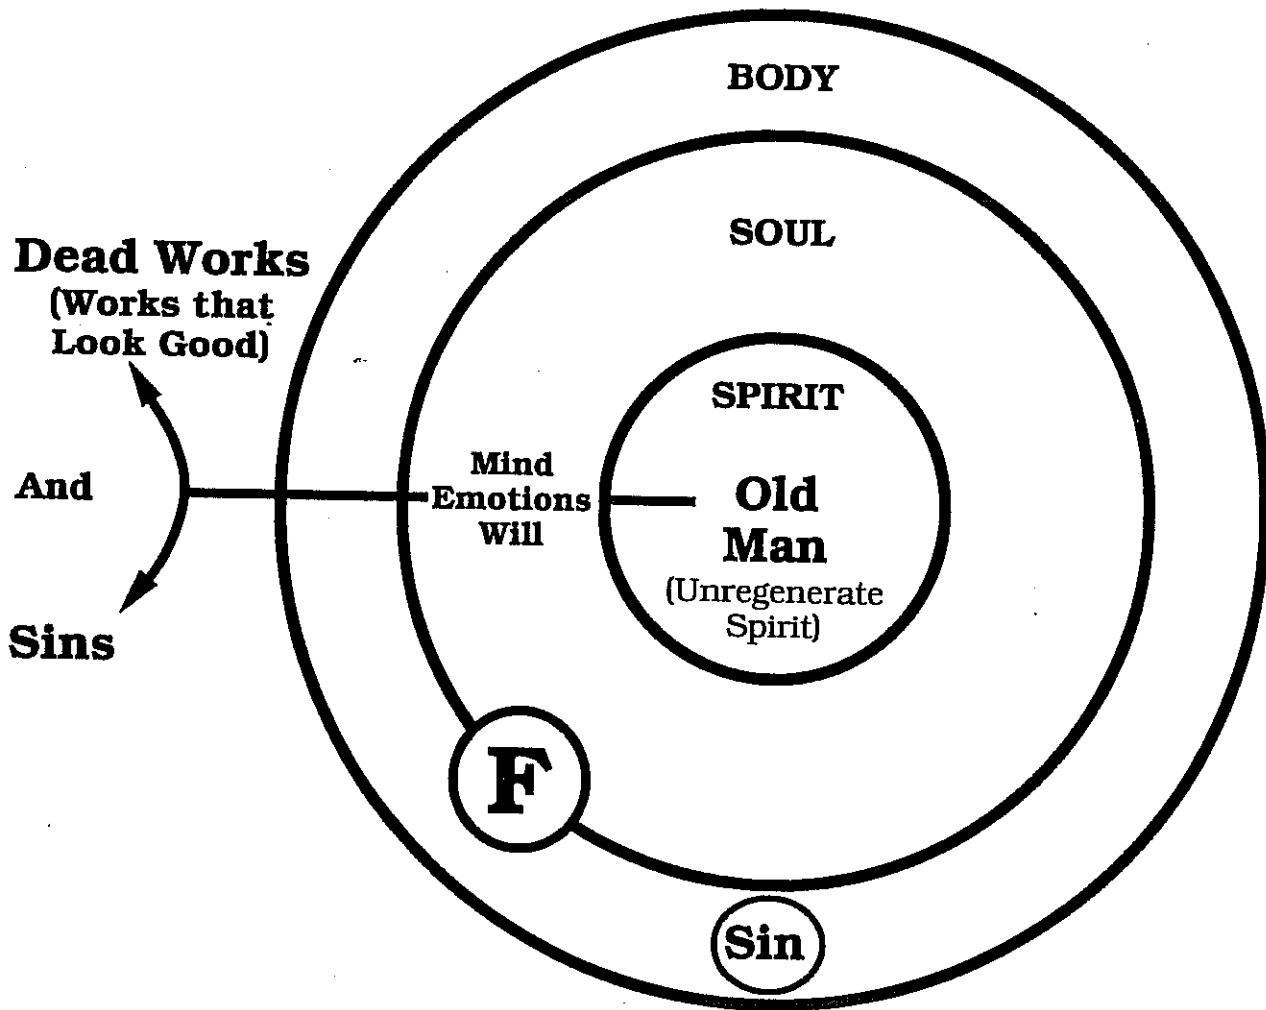 BODY
SOUL
Dead Works
(Works that
Look Good)
SPIRIT
Mind
Emotions
Will
And
Old
Man
(Unregenerate
Spirit)
Sins
F
Sin